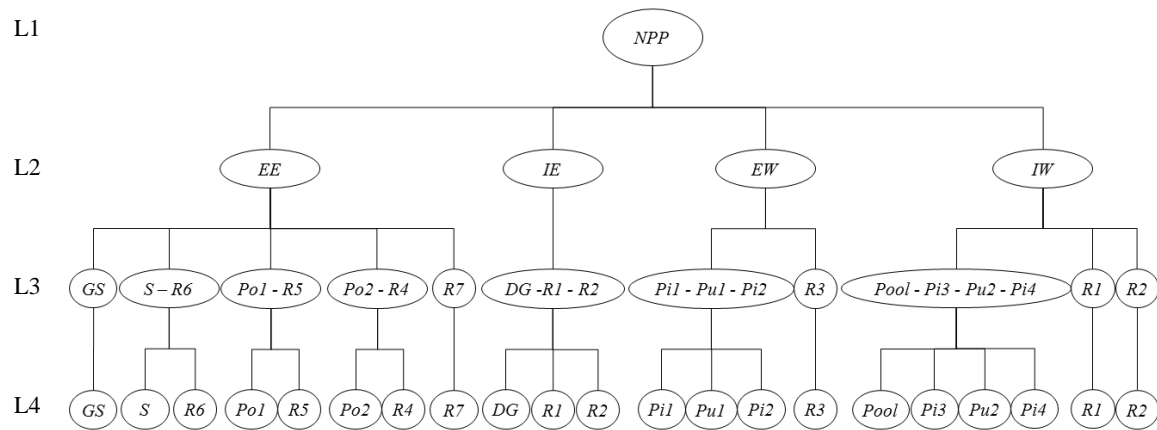 L1
NPP
L2
EE IE EW IW
L3
GS S – R6 Po1 - R5 Po2 - R4 R7 DG -R1 - R2 Pi1 - Pu1 - Pi2 R3 Pool - Pi3 - Pu2 - Pi4 R1 R2
L4
GS S R6 Po1 R5 Po2 R4 R7 DG R1 R2 Pi1 Pu1 Pi2 R3 Pool Pi3 Pu2 Pi4 R1 R2